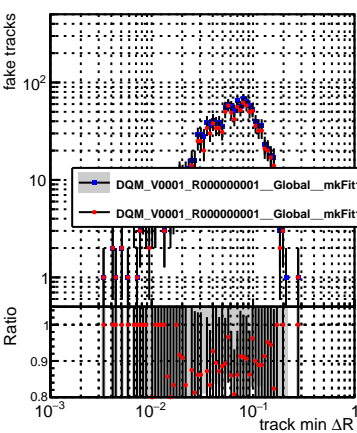 fake tracks
10²
10
1
DQM_V0001_R000000001__Global__mkFit
DQM_V0001_R000000001__Global__mkFit
Ratio
1
0.9
0.8
10⁻³ 10⁻² 10⁻¹ 1
track min ΔR